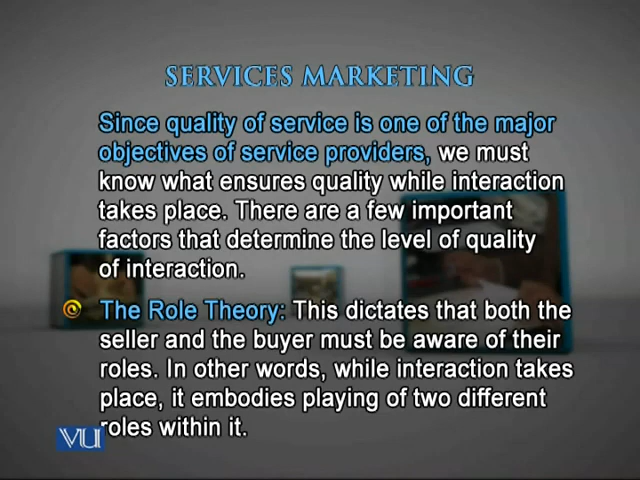 SERVICES MARKETING
Since quality of service is one of the major
objectives of service providers, we must
know what ensures quality while interaction
takes place. There are a few important
factors that determine the level of quality
of interaction.
The Role Theory: This dictates that both the
seller and the buyer must be aware of their
roles. In other words, while interaction takes
place, it embodies playing of two different
roles within it.
VU